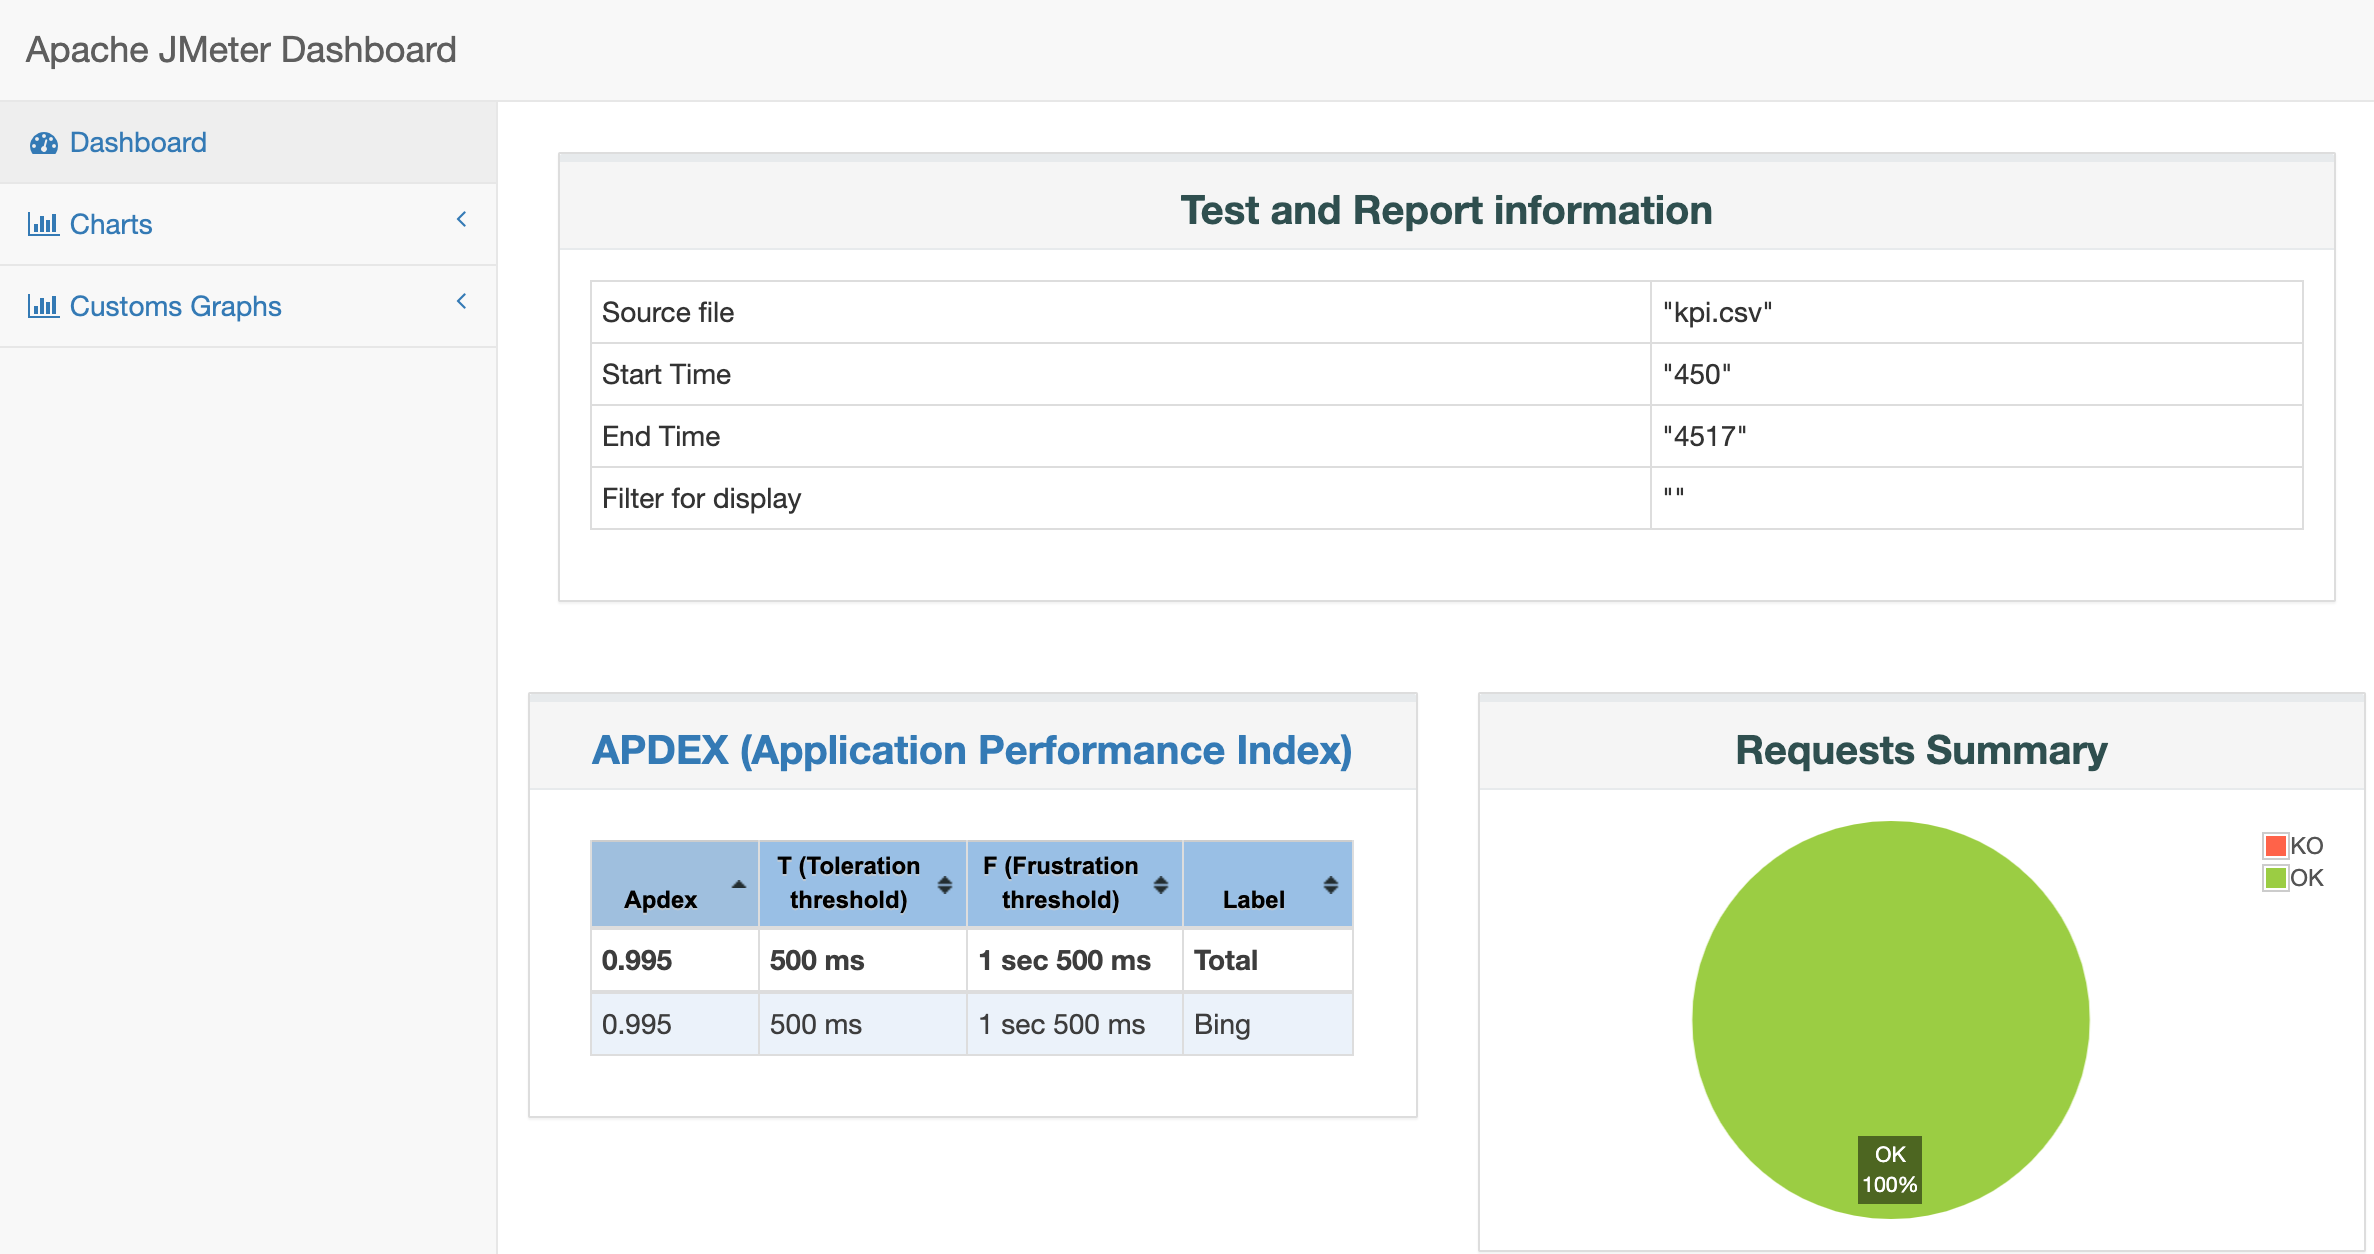 Apache JMeter Dashboard
Dashboard
Charts
Customs Graphs
Test and Report information
Source file "kpi.csv"
Start Time "450"
End Time "4517"
Filter for display ""
APDEX (Application Performance Index)
Apdex T (Toleration threshold) F (Frustration threshold) Label
0.995 500 ms 1 sec 500 ms Total
0.995 500 ms 1 sec 500 ms Bing
Requests Summary
KO
OK
OK
100%